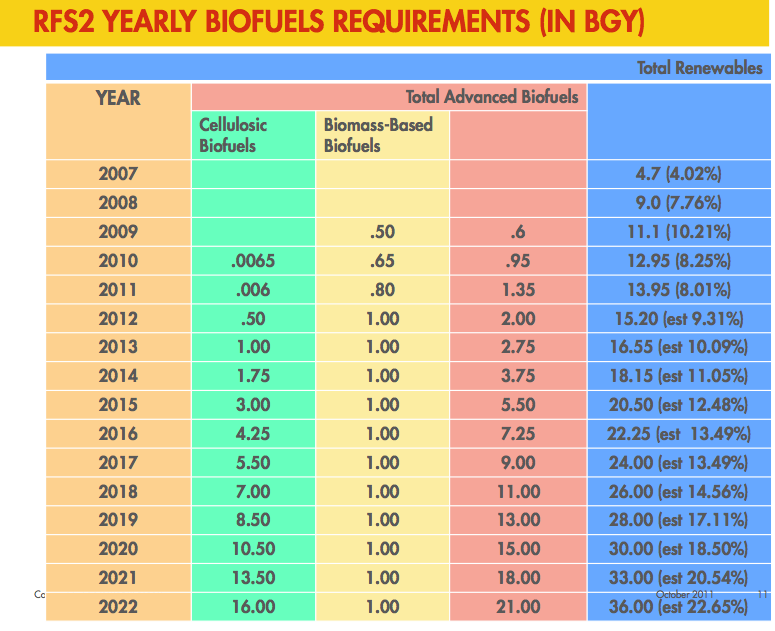 RFS2 YEARLY BIOFUELS REQUIREMENTS (IN BGY)
Total Renewables
YEAR Total Advanced Biofuels
Cellulosic Biofuels Biomass-Based Biofuels
2007 4.7 (4.02%)
2008 9.0 (7.76%)
2009 .50 .6 11.1 (10.21%)
2010 .0065 .65 .95 12.95 (8.25%)
2011 .006 .80 1.35 13.95 (8.01%)
2012 .50 1.00 2.00 15.20 (est 9.31%)
2013 1.00 1.00 2.75 16.55 (est 10.09%)
2014 1.75 1.00 3.75 18.15 (est 11.05%)
2015 3.00 1.00 5.50 20.50 (est 12.48%)
2016 4.25 1.00 7.25 22.25 (est 13.49%)
2017 5.50 1.00 9.00 24.00 (est 13.49%)
2018 7.00 1.00 11.00 26.00 (est 14.56%)
2019 8.50 1.00 13.00 28.00 (est 17.11%)
2020 10.50 1.00 15.00 30.00 (est 18.50%)
2021 13.50 1.00 18.00 33.00 (est 20.54%)
Co October 2011 11
2022 16.00 1.00 21.00 36.00 (est 22.65%)